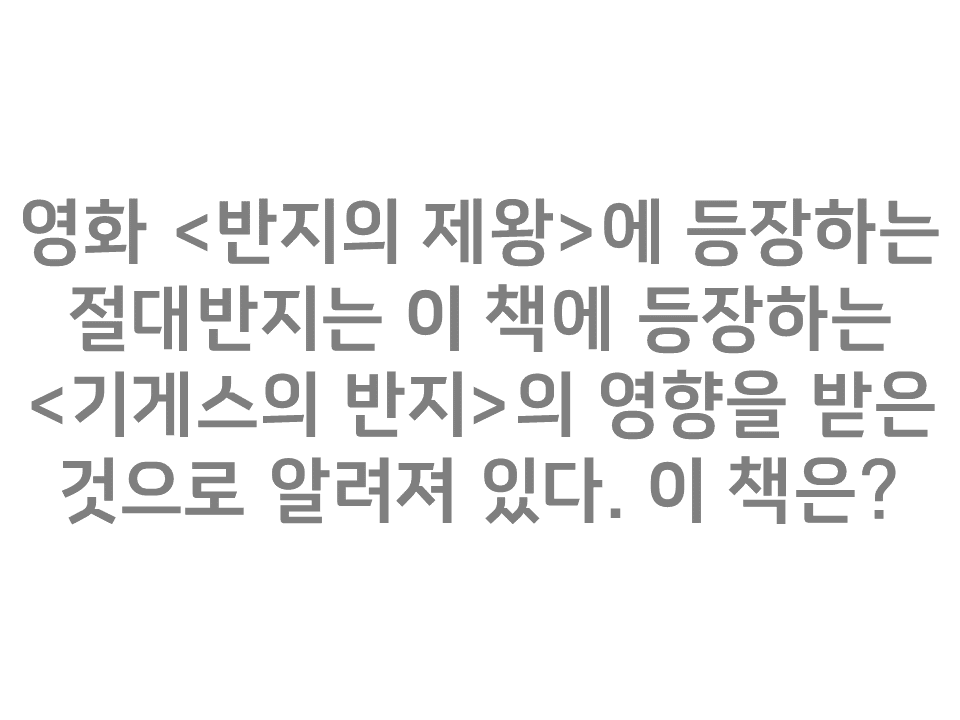 영화 <반지의 제왕>에 등장하는
절대반지는 이 책에 등장하는
<기게스의 반지>의 영향을 받은
것으로 알려져 있다. 이 책은?